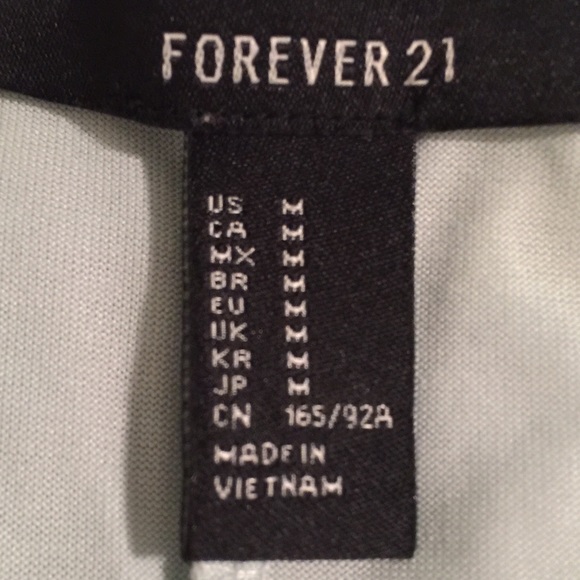 FOREVER 21
US M
CA M
MX M
BR M
EU M
UK M
KR M
JP M
CN 165/92A
MADE IN
VIETNAM